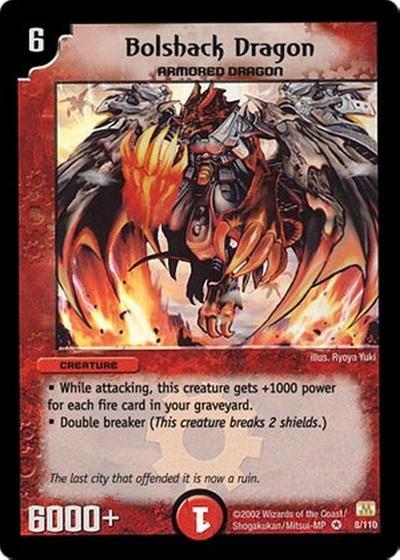 6
Bolshack Dragon
ARMORED DRAGON
illus. Ryoya Yuki
CREATURE
▪ While attacking, this creature gets +1000 power
for each fire card in your graveyard.
▪ Double breaker (This creature breaks 2 shields.)
The last city that offended it is now a ruin.
6000+
1
©2002 Wizards of the Coast/
Shogakukan/Mitsui-MP ✪ 8/110